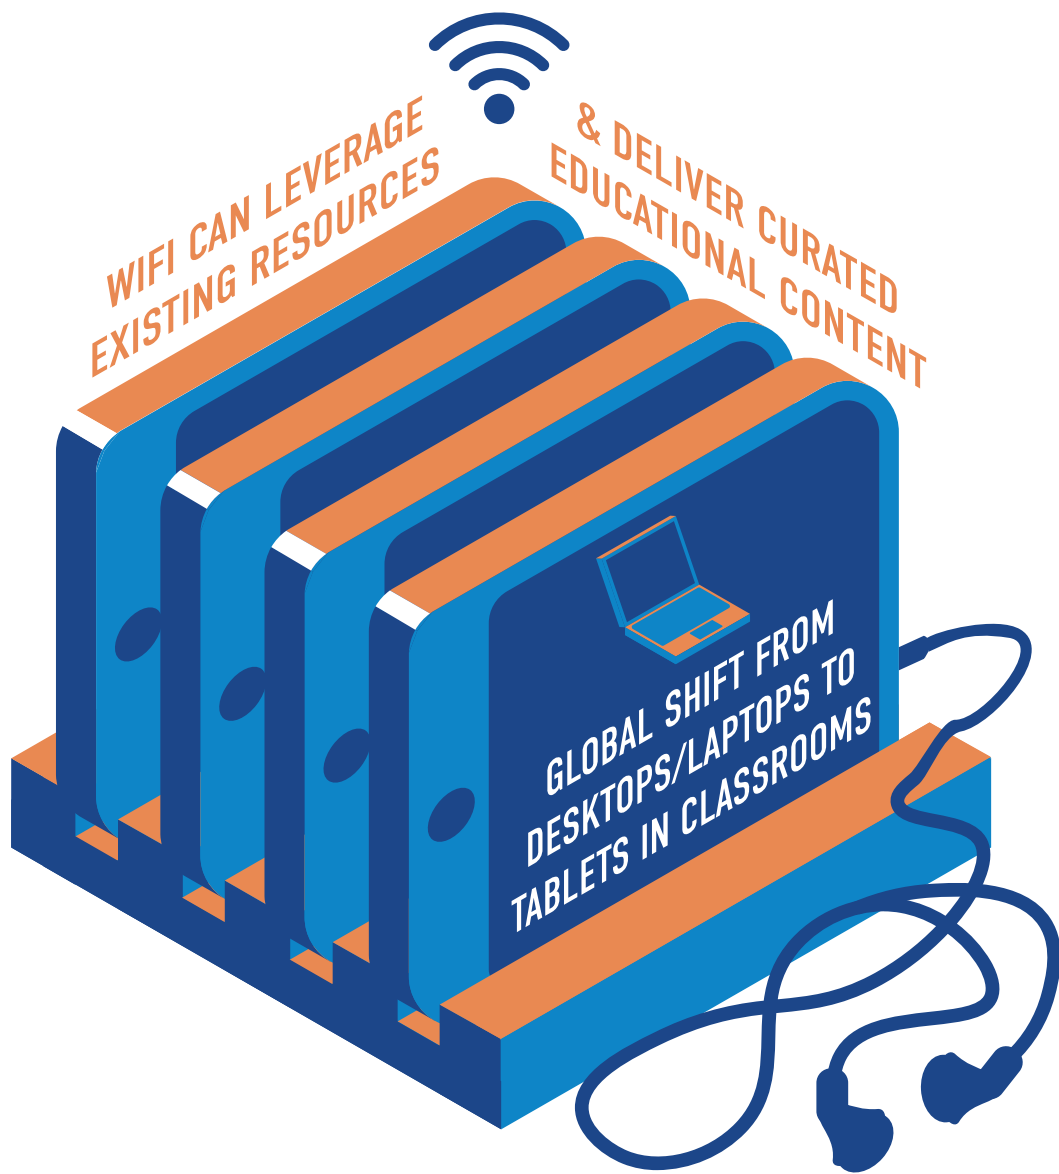 WIFI CAN LEVERAGE
EXISTING RESOURCES
& DELIVER CURATED
EDUCATIONAL CONTENT
GLOBAL SHIFT FROM
DESKTOPS/LAPTOPS TO
TABLETS IN CLASSROOMS